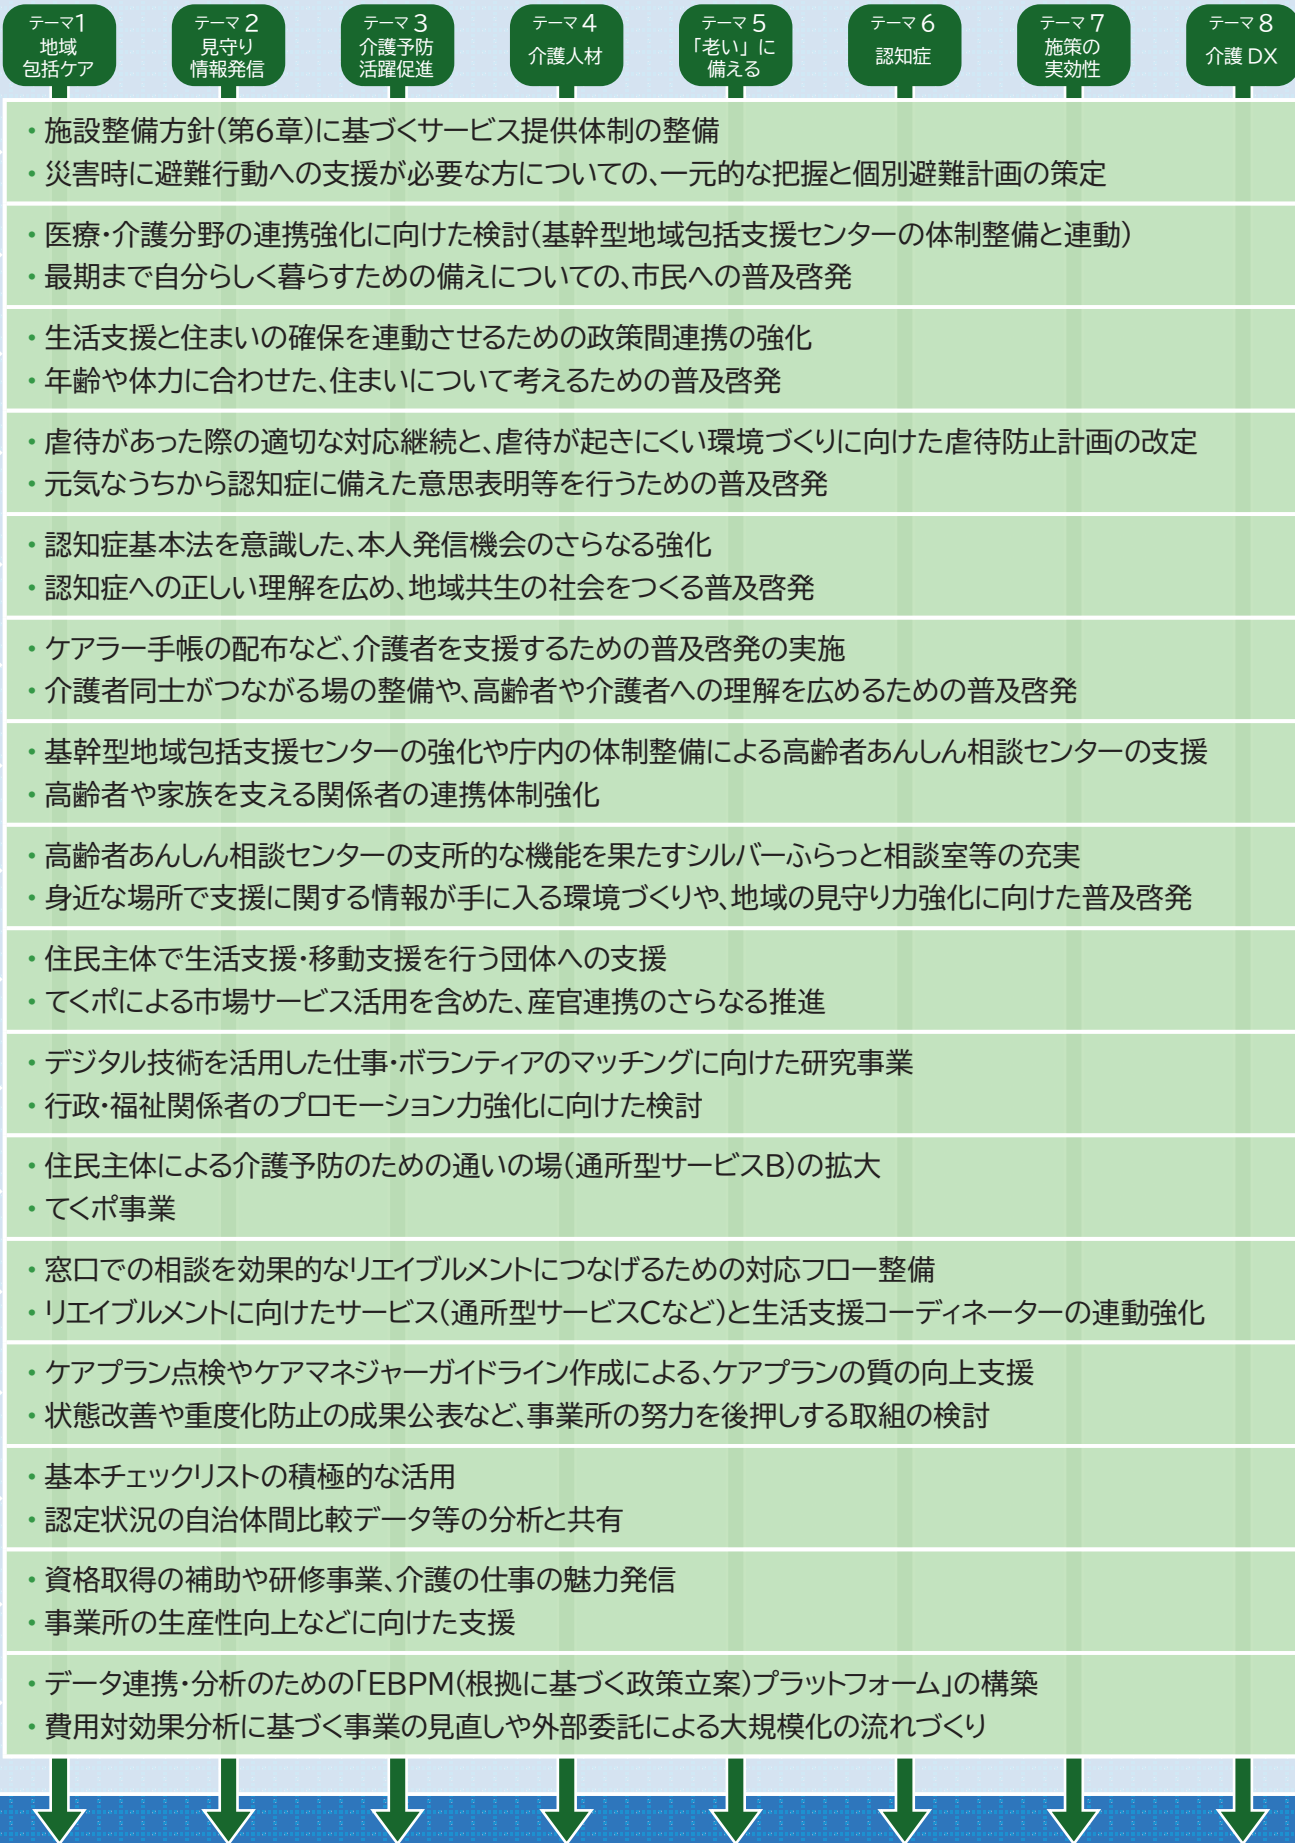 テーマ1
地域
包括ケア
テーマ2
見守り
情報発信
テーマ3
介護予防
活躍促進
テーマ4
介護人材
テーマ5
「老い」に
備える
テーマ6
認知症
テーマ7
施策の
実効性
テーマ8
介護DX
・施設整備方針(第6章)に基づくサービス提供体制の整備
・災害時に避難行動への支援が必要な方についての、一元的な把握と個別避難計画の策定
・医療・介護分野の連携強化に向けた検討(基幹型地域包括支援センターの体制整備と連動)
・最期まで自分らしく暮らすための備えについての、市民への普及啓発
・生活支援と住まいの確保を連動させるための政策間連携の強化
・年齢や体力に合わせた、住まいについて考えるための普及啓発
・虐待があった際の適切な対応継続と、虐待が起きにくい環境づくりに向けた虐待防止計画の改定
・元気なうちから認知症に備えた意思表明等を行うための普及啓発
・認知症基本法を意識した、本人発信機会のさらなる強化
・認知症への正しい理解を広め、地域共生の社会をつくる普及啓発
・ケアラー手帳の配布など、介護者を支援するための普及啓発の実施
・介護者同士がつながる場の整備や、高齢者や介護者への理解を広めるための普及啓発
・基幹型地域包括支援センターの強化や庁内の体制整備による高齢者あんしん相談センターの支援
・高齢者や家族を支える関係者の連携体制強化
・高齢者あんしん相談センターの支所的な機能を果たすシルバーふらっと相談室等の充実
・身近な場所で支援に関する情報が手に入る環境づくりや、地域の見守り力強化に向けた普及啓発
・住民主体で生活支援・移動支援を行う団体への支援
・てくポによる市場サービス活用を含めた、産官連携のさらなる推進
・デジタル技術を活用した仕事・ボランティアのマッチングに向けた研究事業
・行政・福祉関係者のプロモーション力強化に向けた検討
・住民主体による介護予防のための通いの場(通所型サービスB)の拡大
・てくポ事業
・窓口での相談を効果的なリエイブルメントにつなげるための対応フロー整備
・リエイブルメントに向けたサービス(通所型サービスCなど)と生活支援コーディネーターの連動強化
・ケアプラン点検やケアマネジャーガイドライン作成による、ケアプランの質の向上支援
・状態改善や重度化防止の成果公表など、事業所の努力を後押しする取組の検討
・基本チェックリストの積極的な活用
・認定状況の自治体間比較データ等の分析と共有
・資格取得の補助や研修事業、介護の仕事の魅力発信
・事業所の生産性向上などに向けた支援
・データ連携・分析のための「EBPM(根拠に基づく政策立案)プラットフォーム」の構築
・費用対効果分析に基づく事業の見直しや外部委託による大規模化の流れづくり